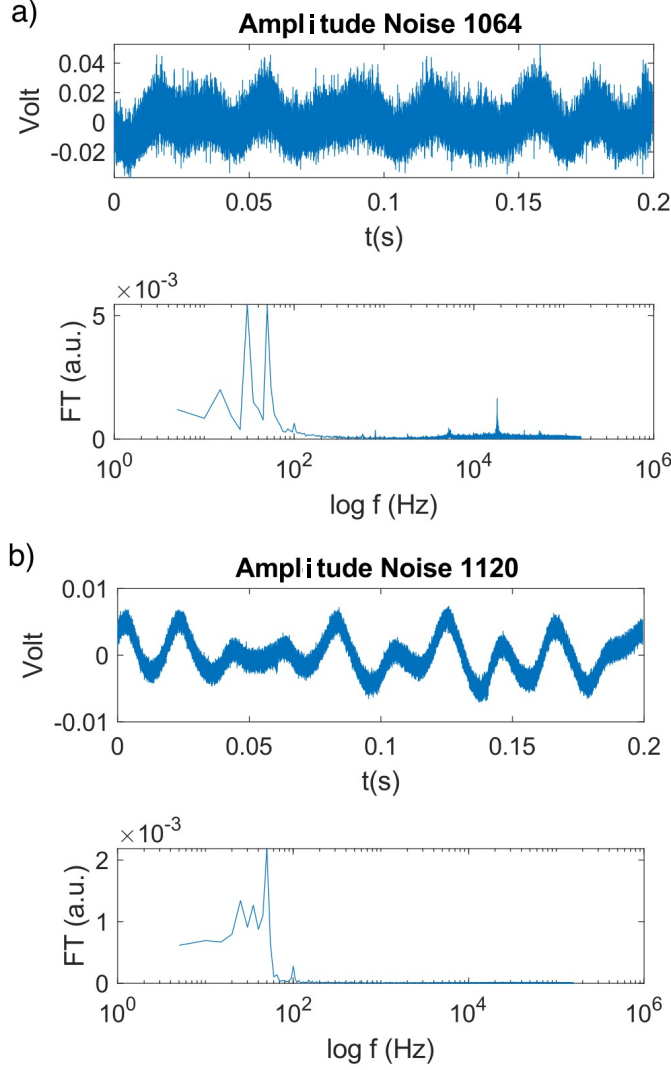 a)
Amplitude Noise 1064
Volt
0.04
0.02
0
-0.02
0 0.05 0.1 0.15 0.2
t(s)
×10⁻³
FT (a.u.)
5
0
10⁰ 10² 10⁴ 10⁶
log f (Hz)
b)
Amplitude Noise 1120
Volt
0.01
0
-0.01
0 0.05 0.1 0.15 0.2
t(s)
×10⁻³
FT (a.u.)
2
1
0
10⁰ 10² 10⁴ 10⁶
log f (Hz)